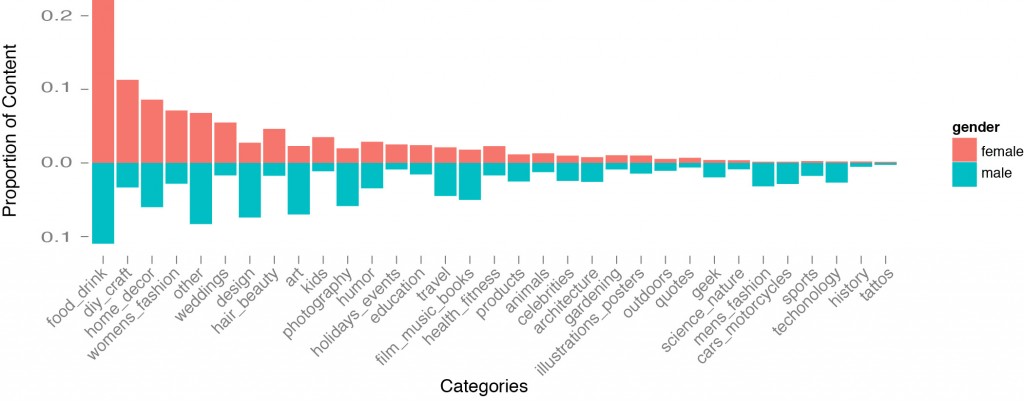 Proportion of Content
0.2
0.1
0.0
0.1
food_drink
diy_craft
home_decor
womens_fashion
other
weddings
design
hair_beauty
art
kids
photography
humor
holidays_events
education
travel
film_music_books
health_fitness
products
animals
celebrities
architecture
gardening
illustrations_posters
outdoors
quotes
geek
science_nature
mens_fashion
cars_motorcycles
sports
techonology
history
tattos
Categories
gender
female
male